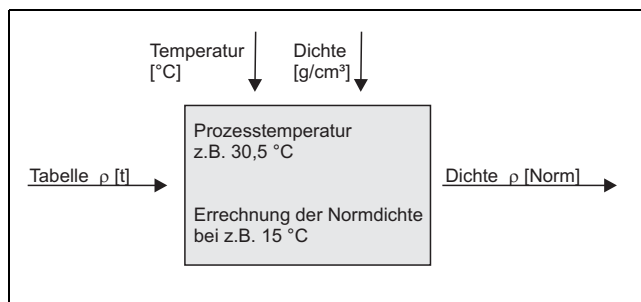 Temperatur
[°C]
Dichte
[g/cm³]
Prozesstemperatur
z.B. 30,5 °C
Tabelle ρ [t]
Dichte ρ [Norm]
Errechnung der Normdichte
bei z.B. 15 °C